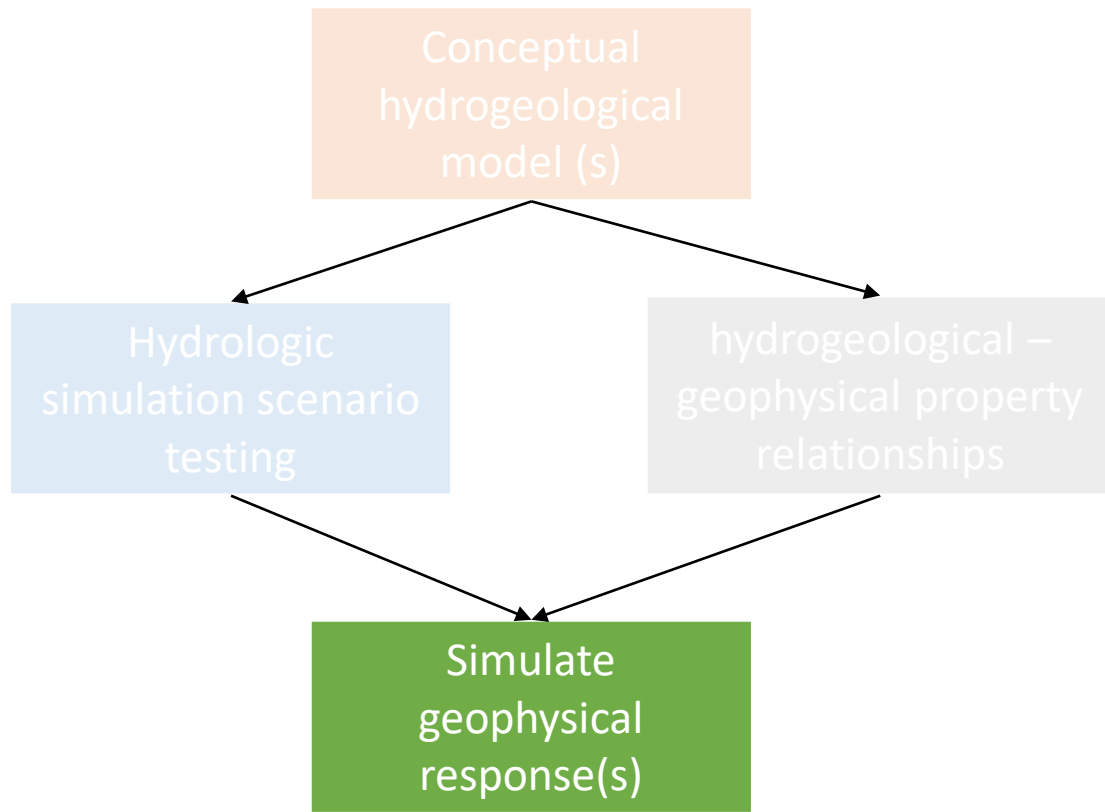 Conceptual
hydrogeological
model (s)
Hydrologic
simulation scenario
testing
hydrogeological –
geophysical property
relationships
Simulate
geophysical
response(s)